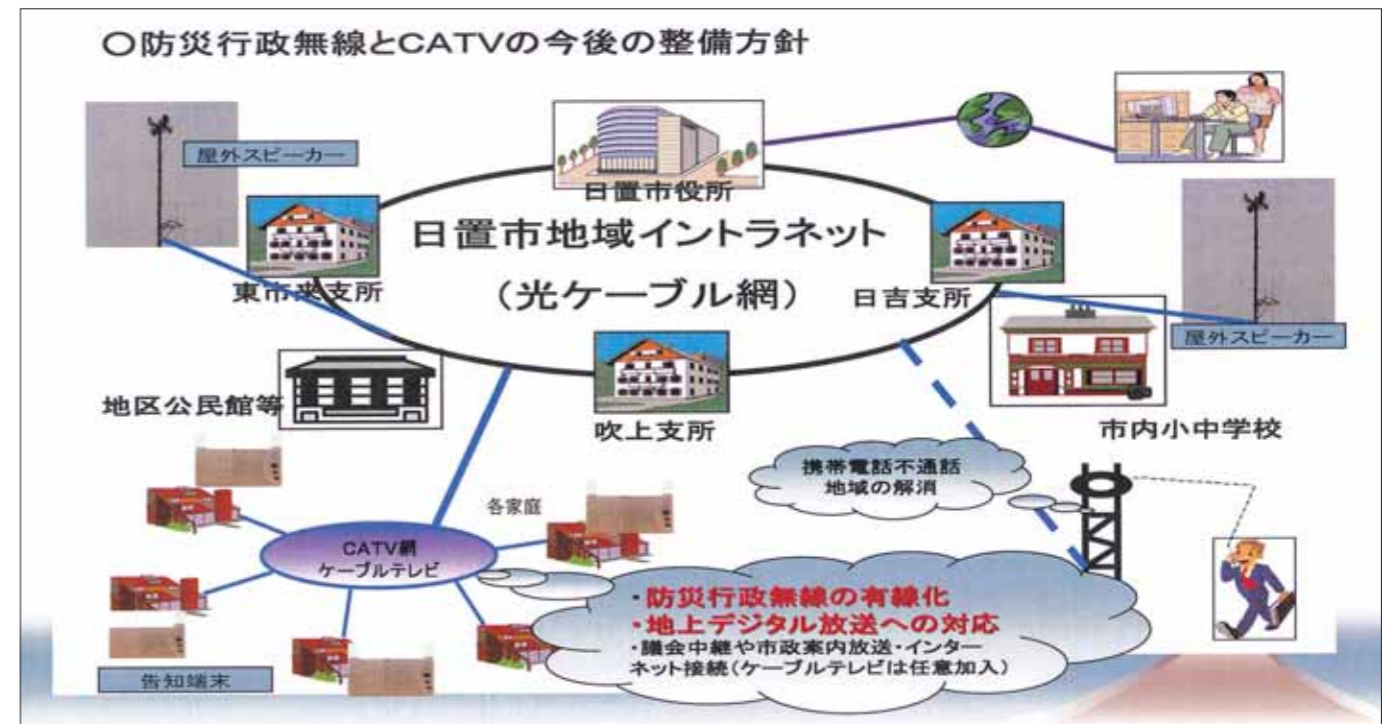 ○防災行政無線とCATVの今後の整備方針
屋外スピーカー
日置市役所
日置市地域イントラネット
(光ケーブル網)
東市来支所
日吉支所
屋外スピーカー
地区公民館等
吹上支所
市内小中学校
携帯電話不通話
地域の解消
各家庭
CATV網
ケーブルテレビ
・防災行政無線の有線化
・地上デジタル放送への対応
・議会中継や市政案内放送・インター
ネット接続(ケーブルテレビは任意加入)
告知端末